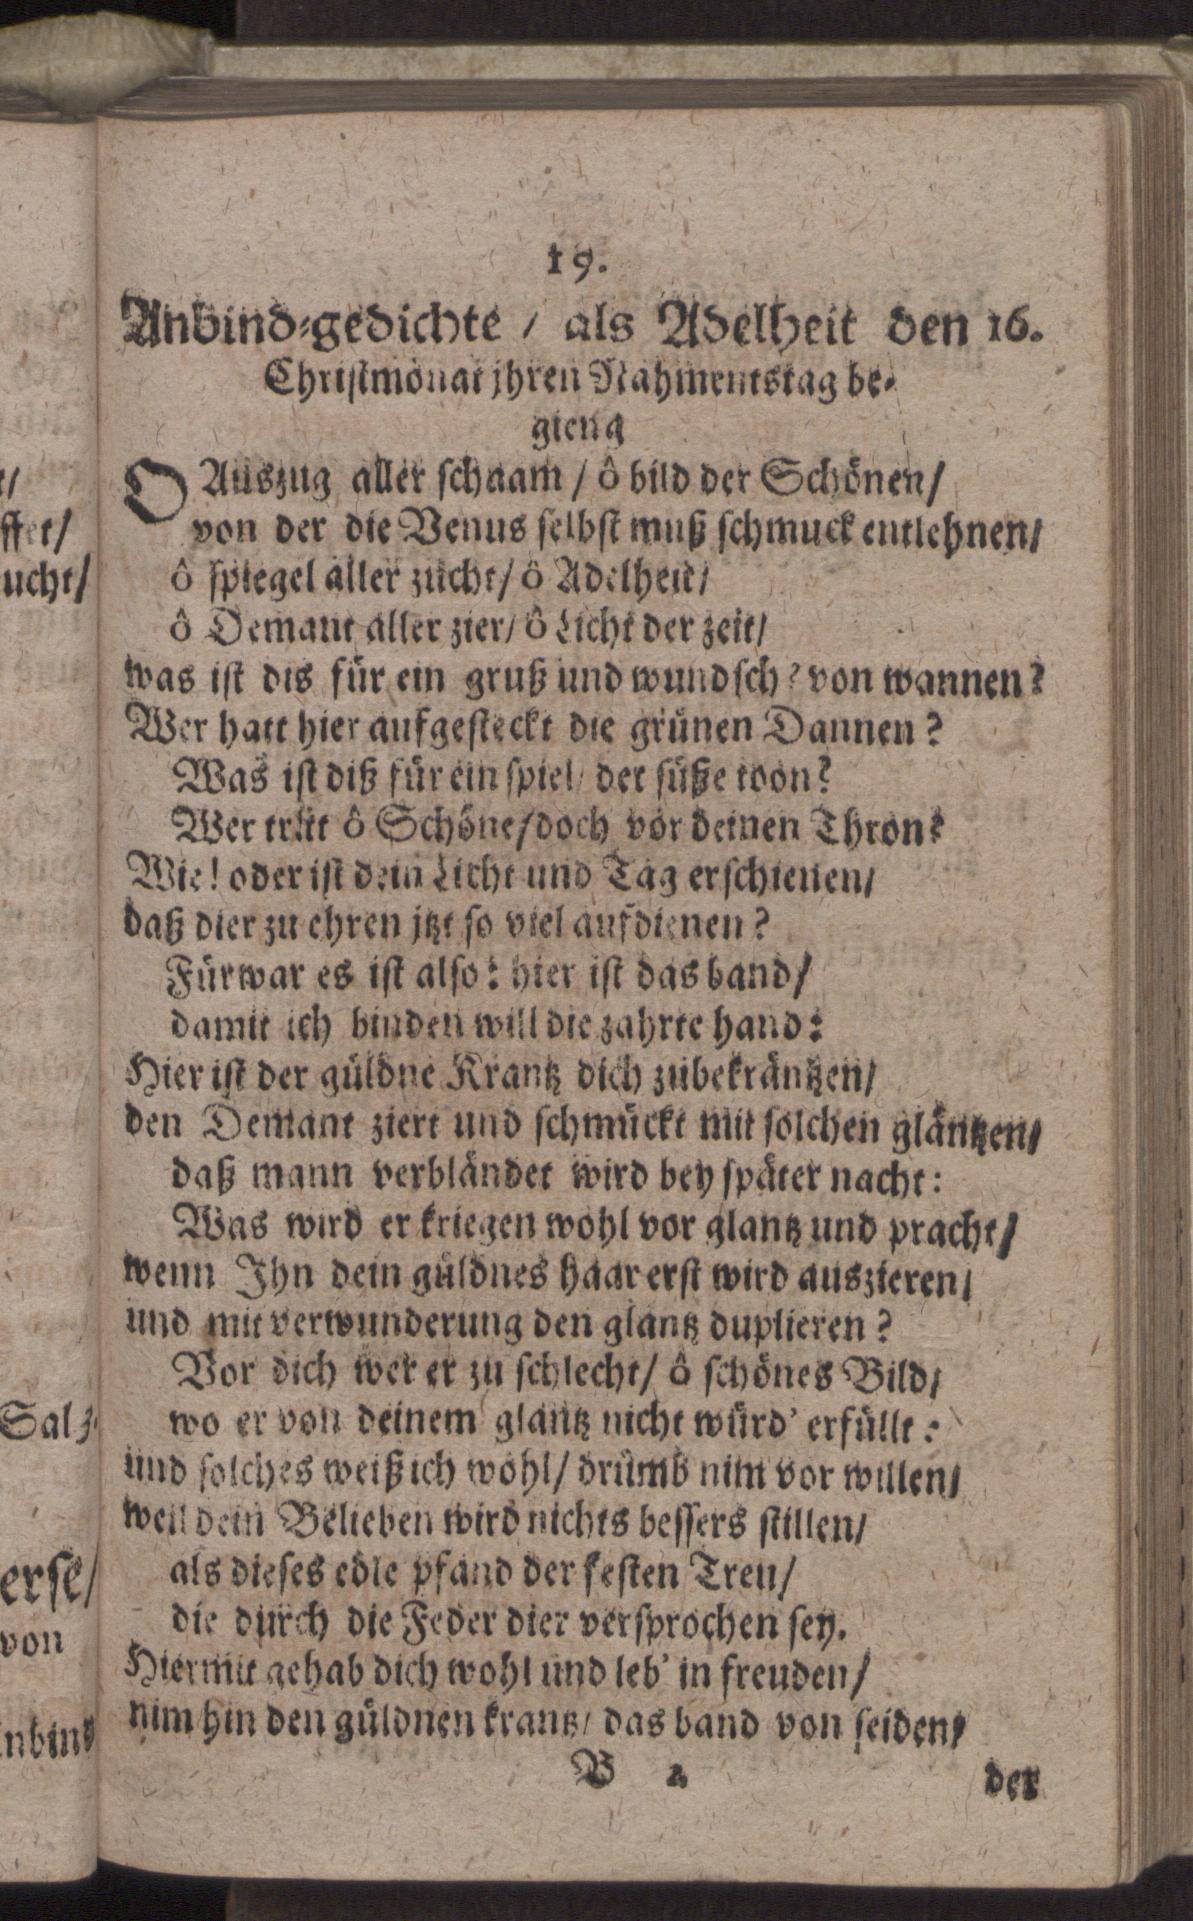 19.
Anbind-gedichte / als Adelheit den 16.
Christmonat jhren Nahmenstag be-
gieng
O Auszug aller schaam / ô bild der Schönen/
von der die Venus selbst muß schmuck entlehnen/
ô spiegel aller zücht/ ô Adelheit/
ô Demant aller zier/ ô Licht der zeit/
was ist dis für ein gruß und wundsch? von wannen?
Wer hatt hier aufgesteckt die grünen Dannen?
Was ist diß für ein spiel/ der süße toon?
Wer tritt ô Schöne/ doch vor deinen Thron?
Wie! oder ist dein Licht und Tag erschienen/
daß dier zu ehren jtzt so viel aufdienen?
Fürwar es ist also: hier ist das band/
damit ich binden will die zahrte hand:
Hier ist der güldne Krantz dich zubekräntzen/
den Demant ziert und schmückt mit solchen gläntzen/
daß mann verbländet wird bey später nacht:
Was wird er kriegen wohl vor glantz und pracht/
wenn Ihn dein güldnes haar erst wird auszieren/
und mit verwunderung den glantz duplieren?
Vor dich wer er zu schlecht/ ô schönes Bild/
wo er von deinem glantz nicht würd' erfüllt:
und solches weiß ich wohl/ drümb nim vor willen/
weil dein Belieben wird nichts bessers stillen/
als dieses edle pfand der festen Treu/
die durch die Feder dier versprochen sey.
Hiermit gehab dich wohl und leb' in freuden/
nim hin den güldnen krantz/ das band von seiden/
B 2 der